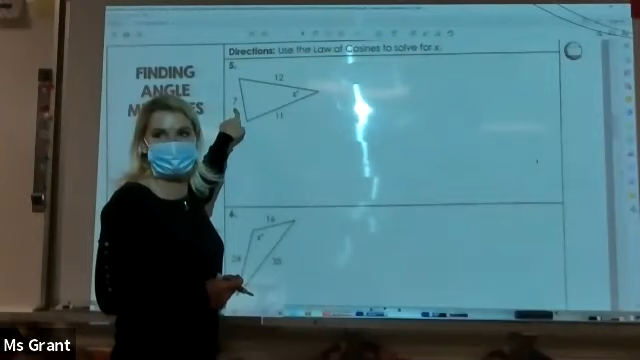 Directions: Use the Law of Cosines to solve for x.
FINDING
ANGLE
5.
12
x°
7
11
6.
16
x°
Ms Grant